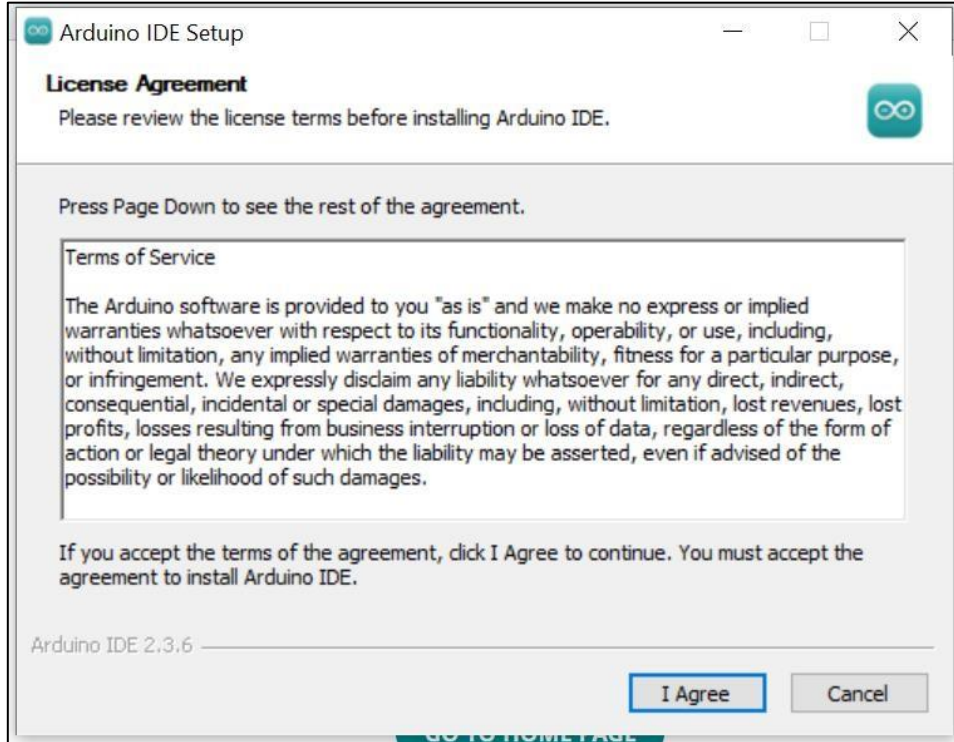 Arduino IDE Setup
License Agreement
Please review the license terms before installing Arduino IDE.
Press Page Down to see the rest of the agreement.
Terms of Service
The Arduino software is provided to you "as is" and we make no express or implied
warranties whatsoever with respect to its functionality, operability, or use, including,
without limitation, any implied warranties of merchantability, fitness for a particular purpose,
or infringement. We expressly disclaim any liability whatsoever for any direct, indirect,
consequential, incidental or special damages, including, without limitation, lost revenues, lost
profits, losses resulting from business interruption or loss of data, regardless of the form of
action or legal theory under which the liability may be asserted, even if advised of the
possibility or likelihood of such damages.
If you accept the terms of the agreement, click I Agree to continue. You must accept the
agreement to install Arduino IDE.
Arduino IDE 2.3.6
I Agree
Cancel
GO TO HOME PAGE